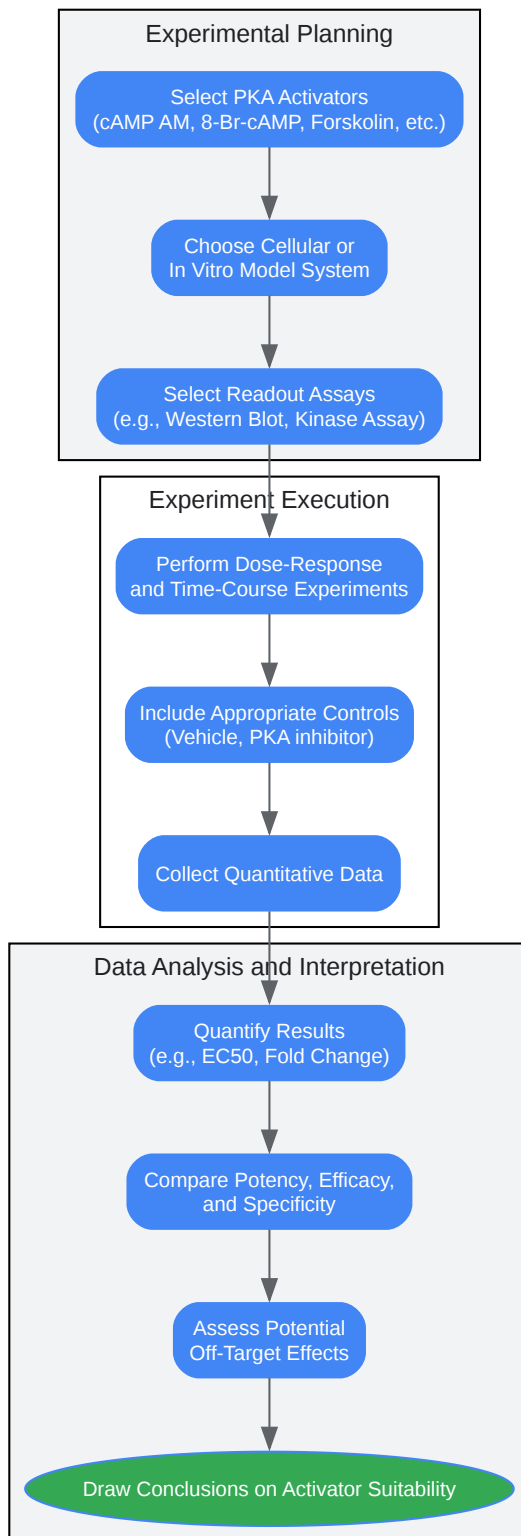 Experimental Planning
Select PKA Activators
(cAMP AM, 8-Br-cAMP, Forskolin, etc.)
Choose Cellular or
In Vitro Model System
Select Readout Assays
(e.g., Western Blot, Kinase Assay)
Experiment Execution
Perform Dose-Response
and Time-Course Experiments
Include Appropriate Controls
(Vehicle, PKA inhibitor)
Collect Quantitative Data
Data Analysis and Interpretation
Quantify Results
(e.g., EC50, Fold Change)
Compare Potency, Efficacy,
and Specificity
Assess Potential
Off-Target Effects
Draw Conclusions on Activator Suitability